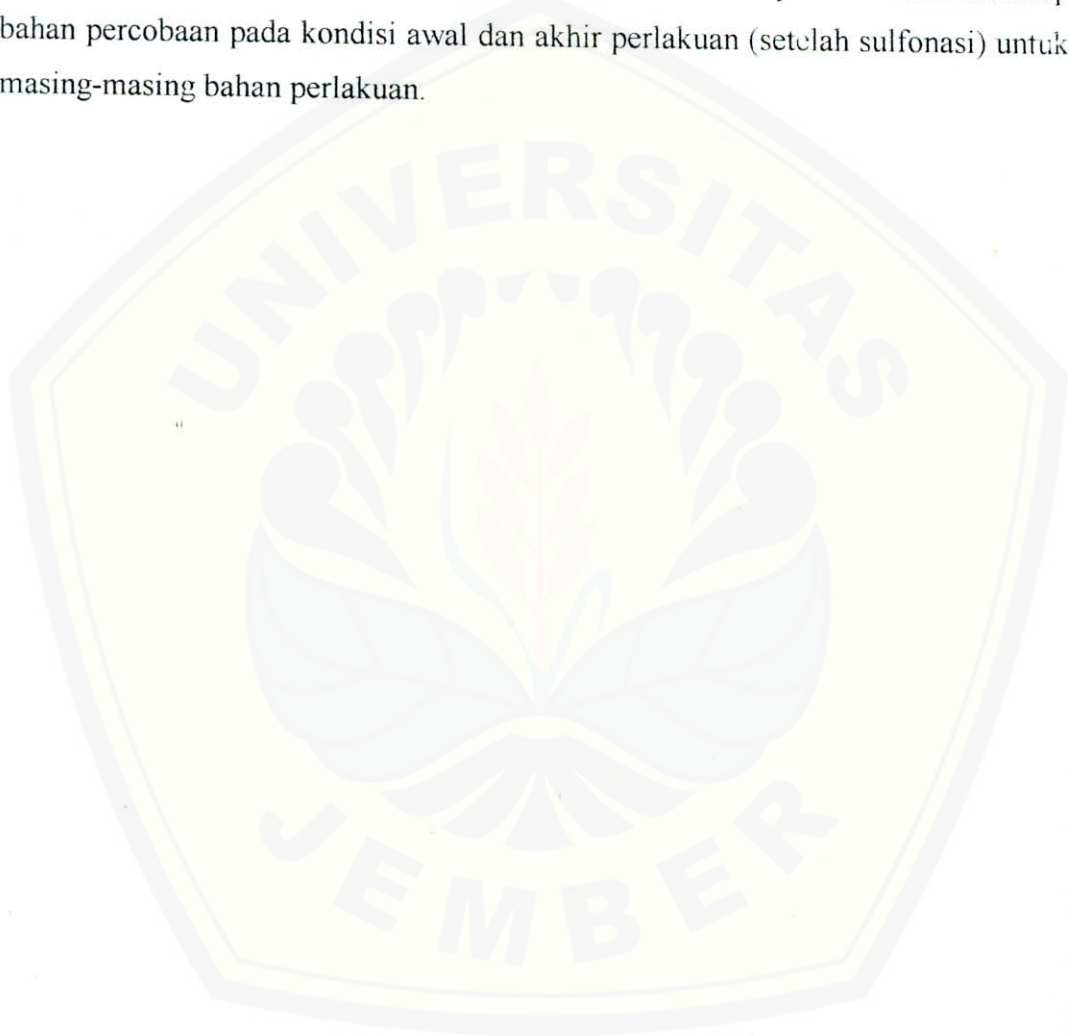 bahan percobaan pada kondisi awal dan akhir perlakuan (setelah sulfonasi) untuk
masing-masing bahan perlakuan.
UNIVERSITAS
JEMBER